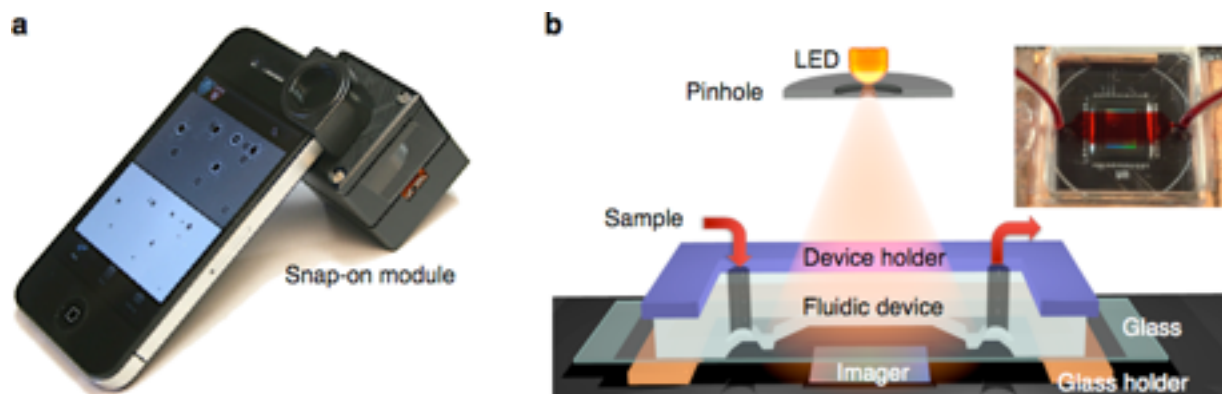 a
Snap-on module
b
LED
Pinhole
Sample
Device holder
Fluidic device
Glass
Imager
Glass holder